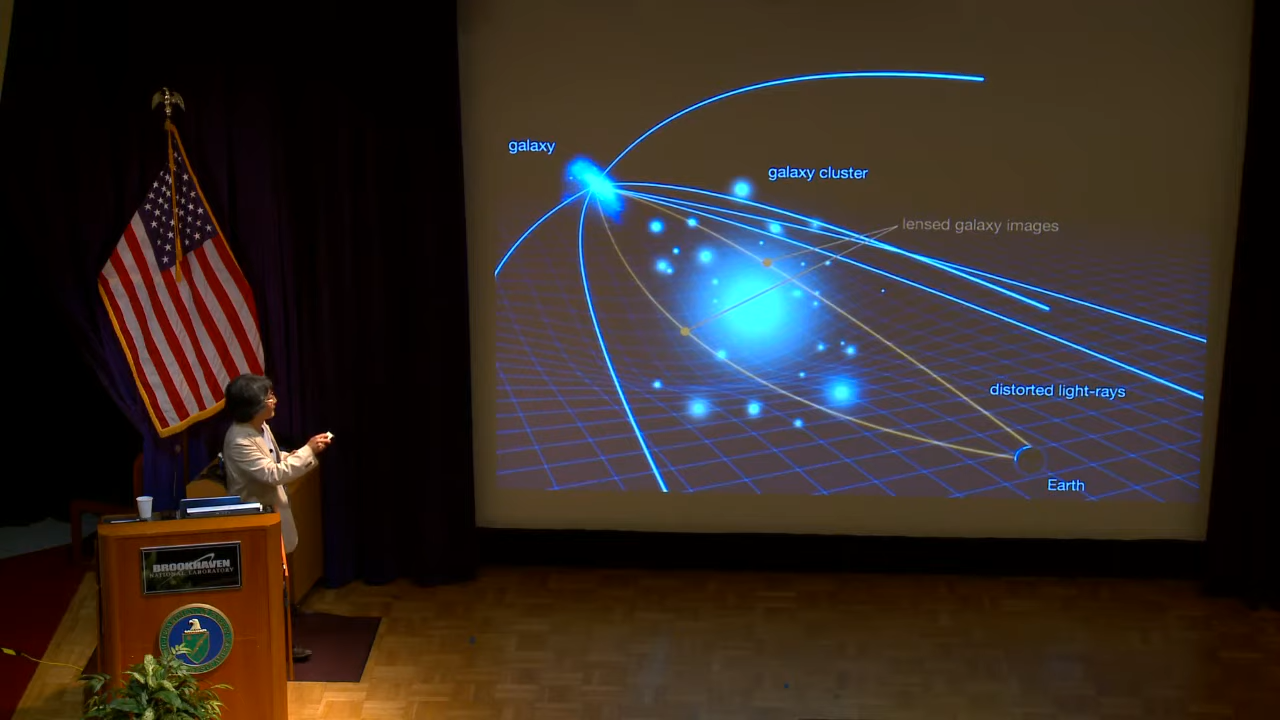 galaxy
galaxy cluster
lensed galaxy images
distorted light-rays
Earth
BROOKHAVEN
NATIONAL LABORATORY